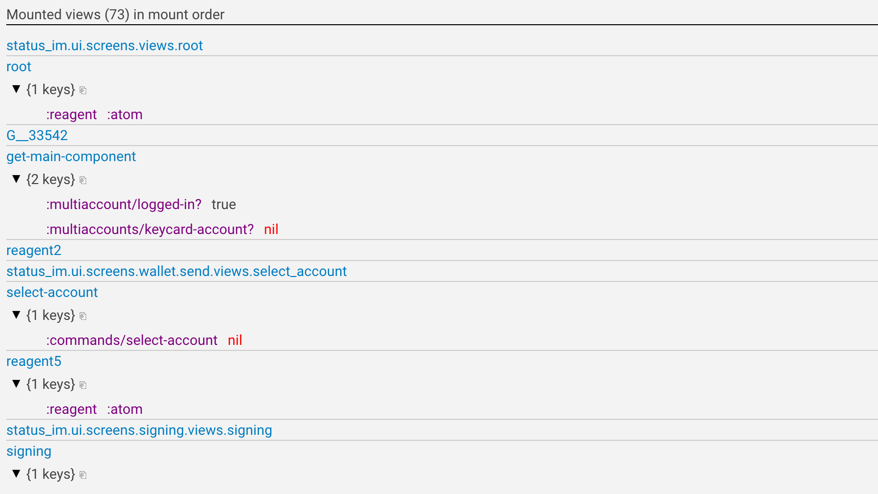 Mounted views (73) in mount order
status_im.ui.screens.views.root
root
▼ {1 keys}
:reagent :atom
G__33542
get-main-component
▼ {2 keys}
:multiaccount/logged-in? true
:multiaccounts/keycard-account? nil
reagent2
status_im.ui.screens.wallet.send.views.select_account
select-account
▼ {1 keys}
:commands/select-account nil
reagent5
▼ {1 keys}
:reagent :atom
status_im.ui.screens.signing.views.signing
signing
▼ {1 keys}